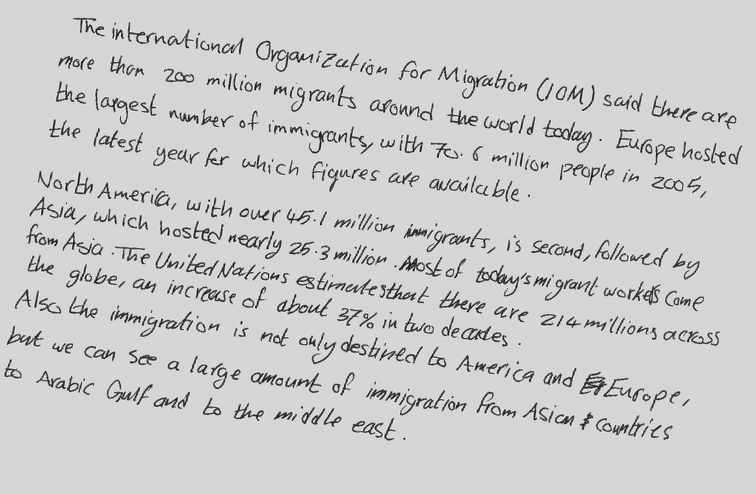 The international Organization for Migration (IOM) said there are
more than 200 million migrants around the world today. Europe hosted
the largest number of immigrants, with 70.6 million people in 2005,
the latest year for which figures are available.
North America, with over 45.1 million immigrants, is second, followed by
Asia, which hosted nearly 25.3 million. Most of today's migrant workers come
from Asia. The United Nations estimates that there are 214 millions across
the globe, an increase of about 37% in two decades.
Also the immigration is not only destined to America and Europe,
but we can see a large amount of immigration from Asian countries
to Arabic Gulf and to the middle east.